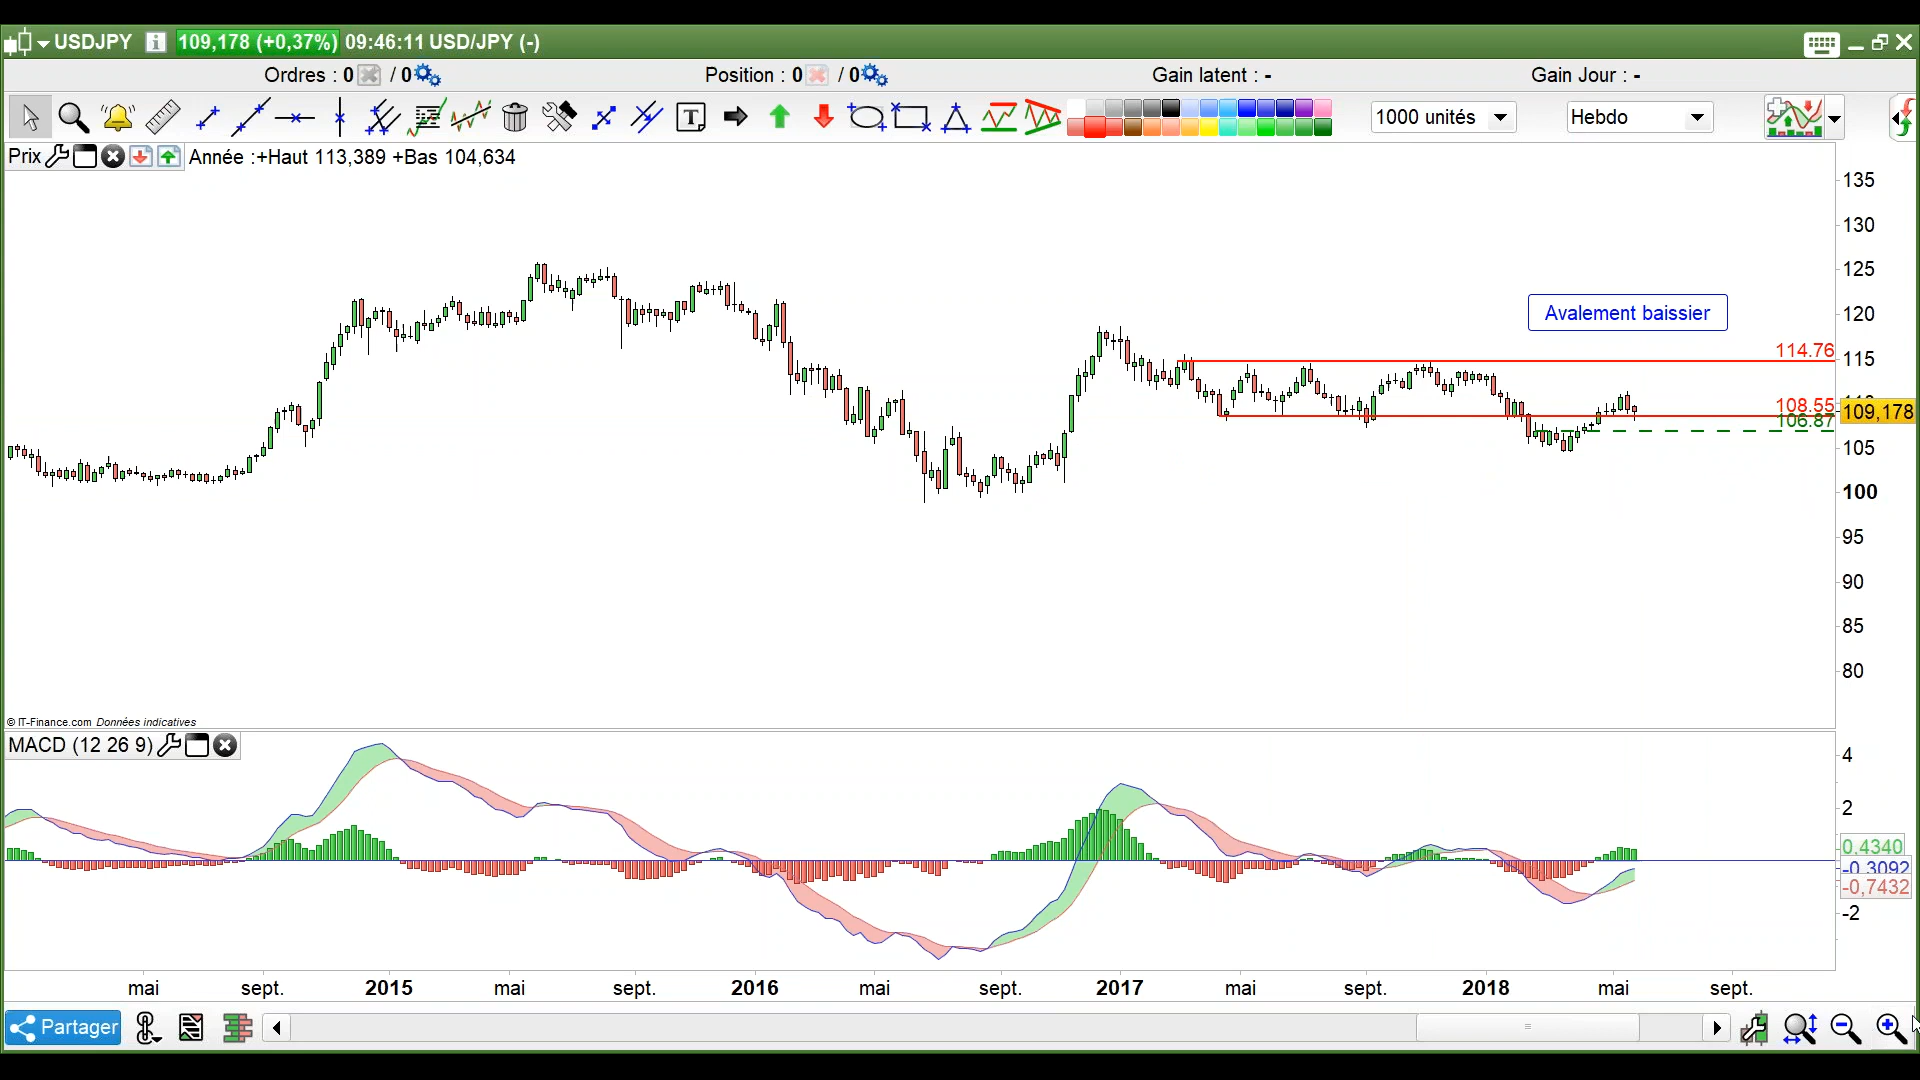 USDJPY 109,178 (+0,37%) 09:46:11 USD/JPY (-)
Ordres : 0 / 0 Position : 0 / 0 Gain latent : - Gain Jour : -
1000 unités Hebdo
Prix Année :+Haut 113,389 +Bas 104,634
135
130
125
Avalement baissier
120
114.76
115
108.55
109,178
106.87
105
100
95
90
85
80
© IT-Finance.com Données indicatives
MACD (12 26 9)
4
2
0,4340
-0,3092
-0,7432
-2
mai sept. 2015 mai sept. 2016 mai sept. 2017 mai sept. 2018 mai sept.
Partager